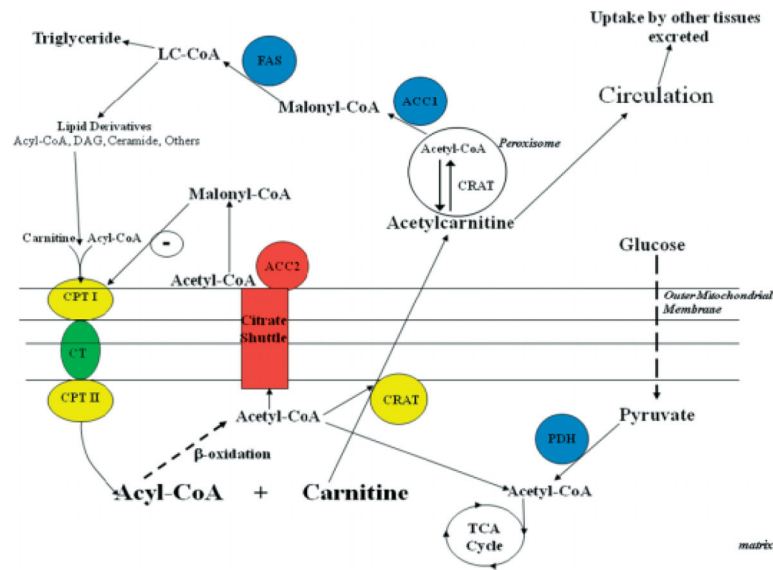 Uptake by other tissues
excreted
Triglyceride
LC-CoA
FAS
Circulation
Malonyl-CoA
ACC1
Lipid Derivatives
Acyl-CoA, DAG, Ceramide, Others
Peroxisome
Acetyl-CoA
CRAT
Malonyl-CoA
Acetylcarnitine
Carnitine
Acyl-CoA
-
Glucose
Acetyl-CoA
ACC2
CPT I
Outer Mitochondrial
Membrane
Citrate
Shuttle
CT
CPT II
CRAT
Acetyl-CoA
Pyruvate
PDH
β-oxidation
Acyl-CoA + Carnitine
Acetyl-CoA
TCA
Cycle
matrix